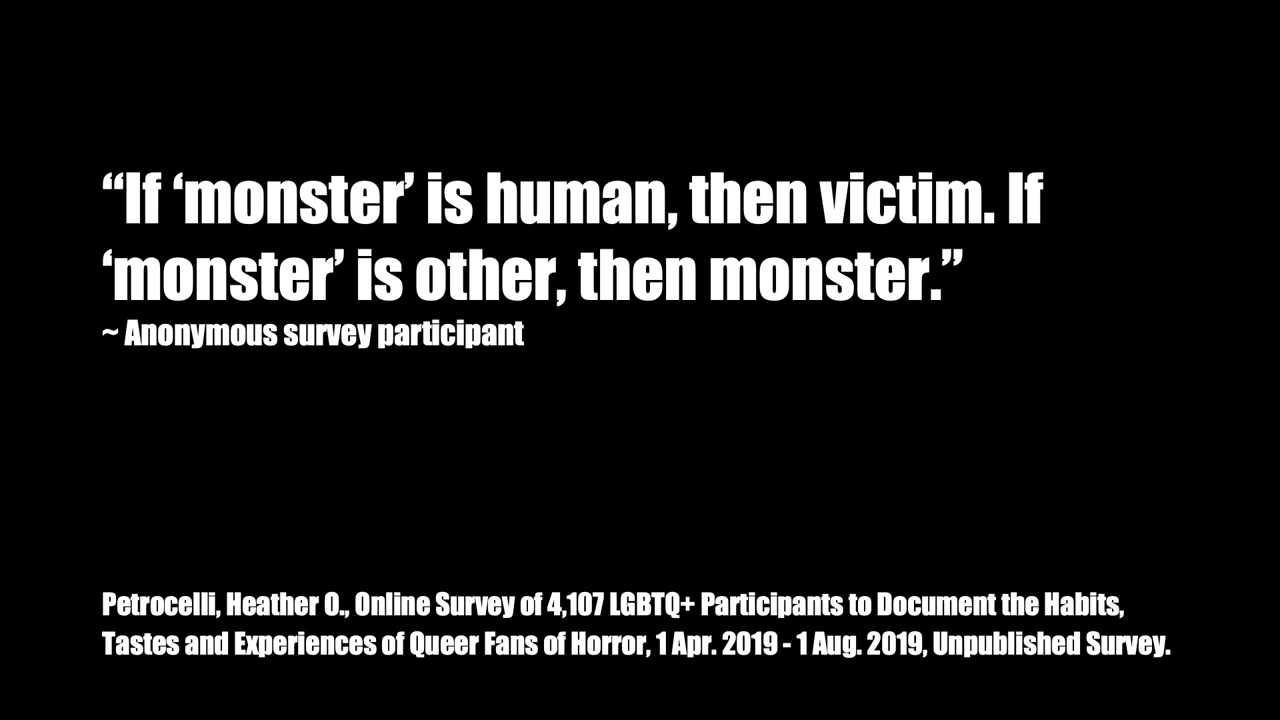 “If ‘monster’ is human, then victim. If
‘monster’ is other, then monster.”
~ Anonymous survey participant
Petrocelli, Heather O., Online Survey of 4,107 LGBTQ+ Participants to Document the Habits,
Tastes and Experiences of Queer Fans of Horror, 1 Apr. 2019 - 1 Aug. 2019, Unpublished Survey.